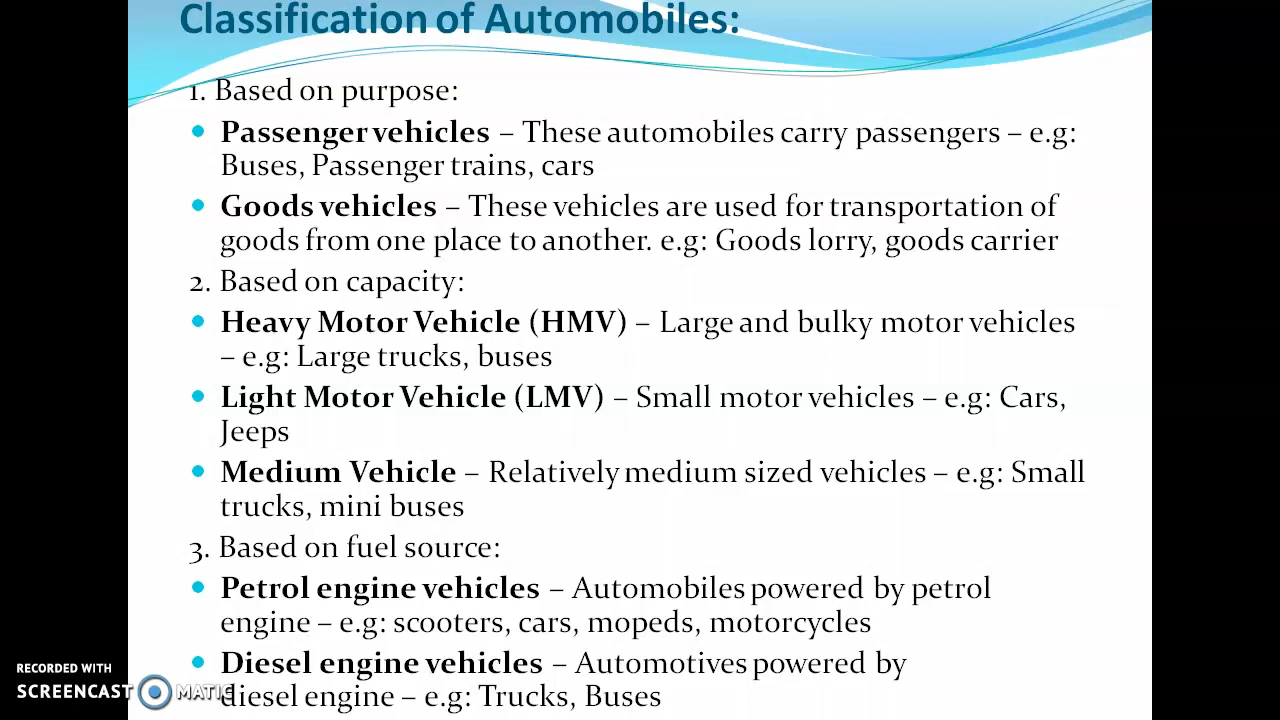 Classification of Automobiles:
1. Based on purpose:
Passenger vehicles – These automobiles carry passengers – e.g:
Buses, Passenger trains, cars
Goods vehicles – These vehicles are used for transportation of
goods from one place to another. e.g: Goods lorry, goods carrier
2. Based on capacity:
Heavy Motor Vehicle (HMV) – Large and bulky motor vehicles
– e.g: Large trucks, buses
Light Motor Vehicle (LMV) – Small motor vehicles – e.g: Cars,
Jeeps
Medium Vehicle – Relatively medium sized vehicles – e.g: Small
trucks, mini buses
3. Based on fuel source:
Petrol engine vehicles – Automobiles powered by petrol
engine – e.g: scooters, cars, mopeds, motorcycles
Diesel engine vehicles – Automotives powered by
diesel engine – e.g: Trucks, Buses
RECORDED WITH
SCREENCAST MATIC